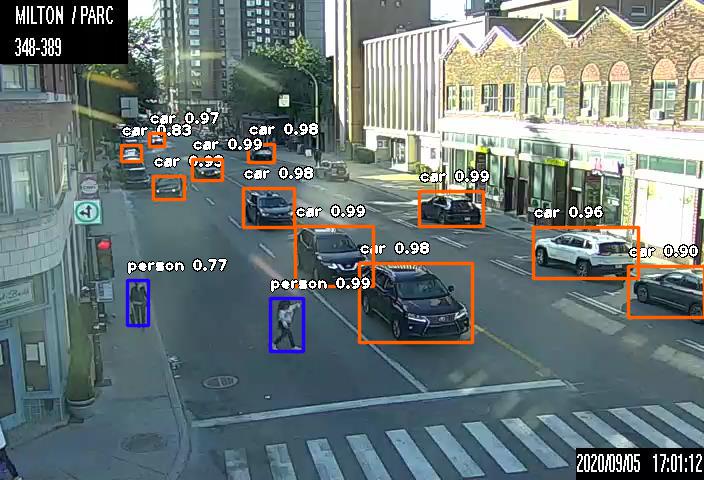 MILTON / PARC
348-389
car 0.97
car 0.83
car 0.99
car 0.98
car 0.98
car 0.99
car 0.99
car 0.96
car 0.98
car 0.90
person 0.77
person 0.99
2020/09/05 17:01:12